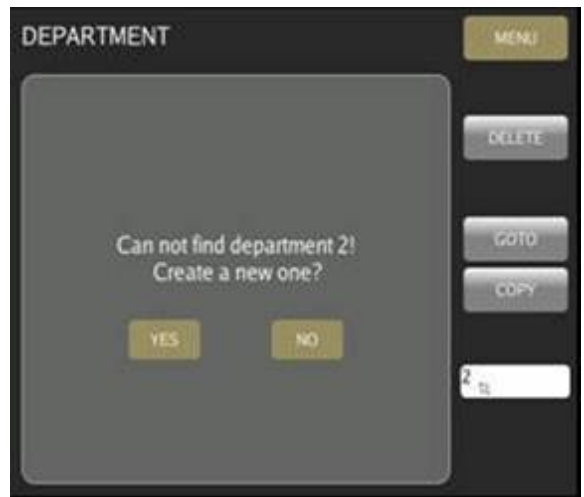 DEPARTMENT
MENU
DELETE
Can not find department 2!
Create a new one?
YES
NO
GOTO
COPY
2